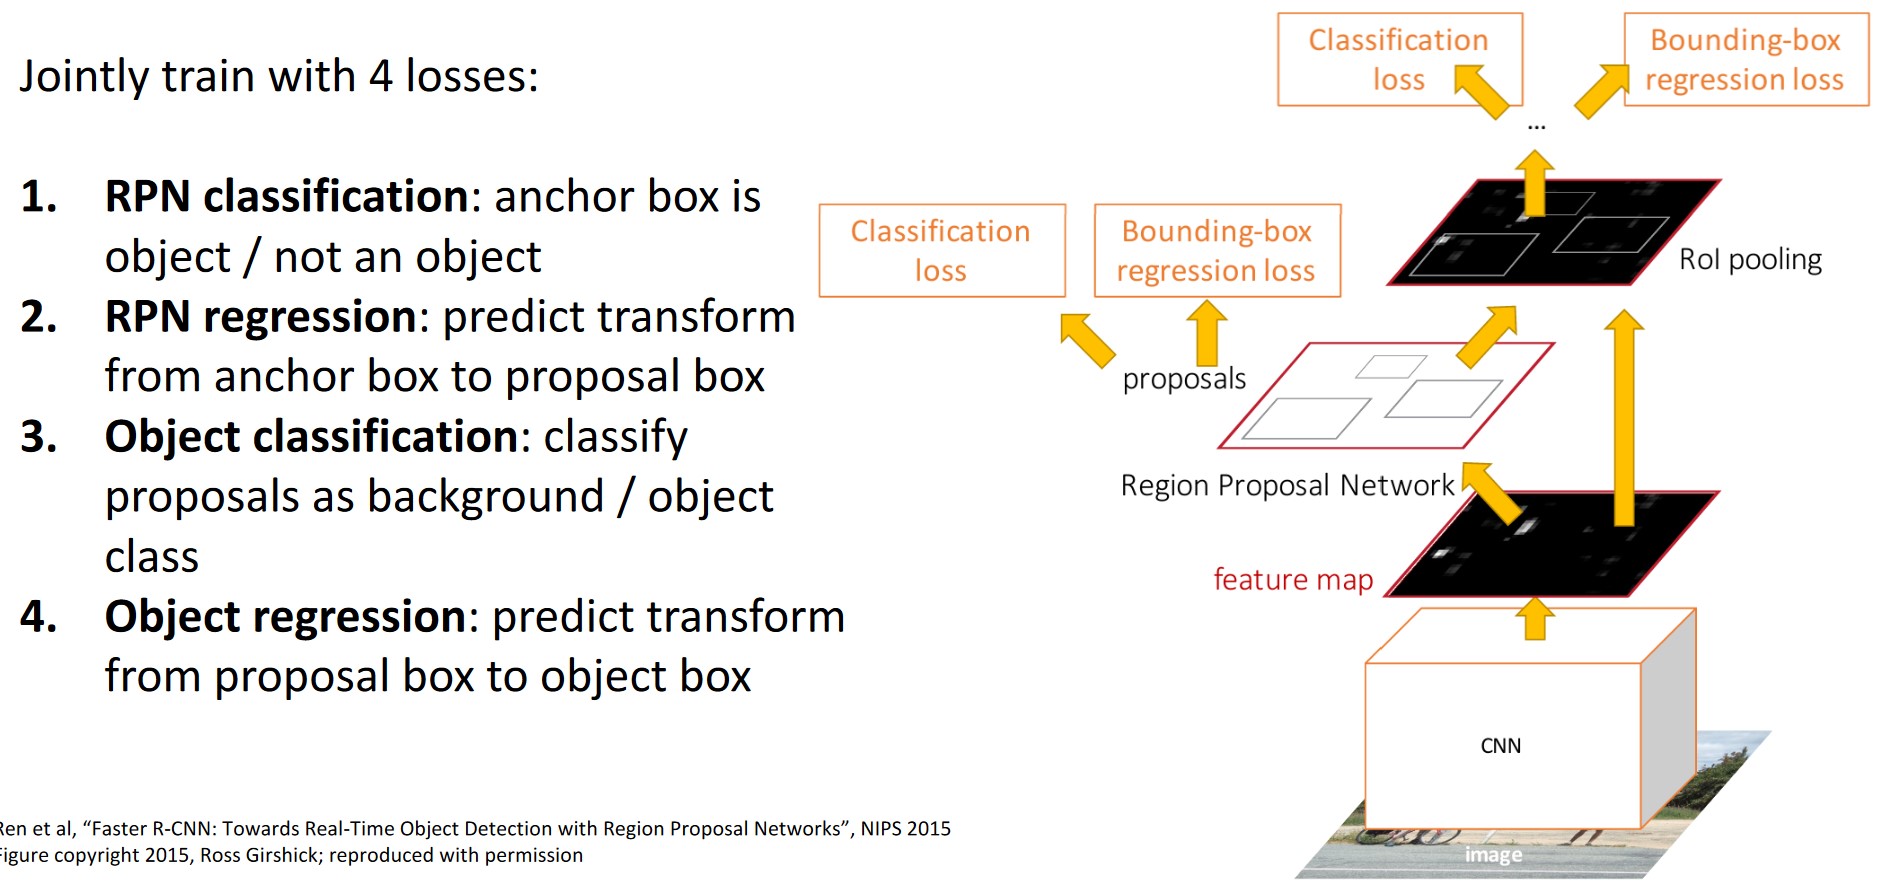 Jointly train with 4 losses:
1. RPN classification: anchor box is
object / not an object
2. RPN regression: predict transform
from anchor box to proposal box
3. Object classification: classify
proposals as background / object
class
4. Object regression: predict transform
from proposal box to object box
Ren et al, “Faster R-CNN: Towards Real-Time Object Detection with Region Proposal Networks”, NIPS 2015
Figure copyright 2015, Ross Girshick; reproduced with permission
Classification
loss
Bounding-box
regression loss
...
RoI pooling
Classification
loss
Bounding-box
regression loss
proposals
Region Proposal Network
feature map
CNN
image